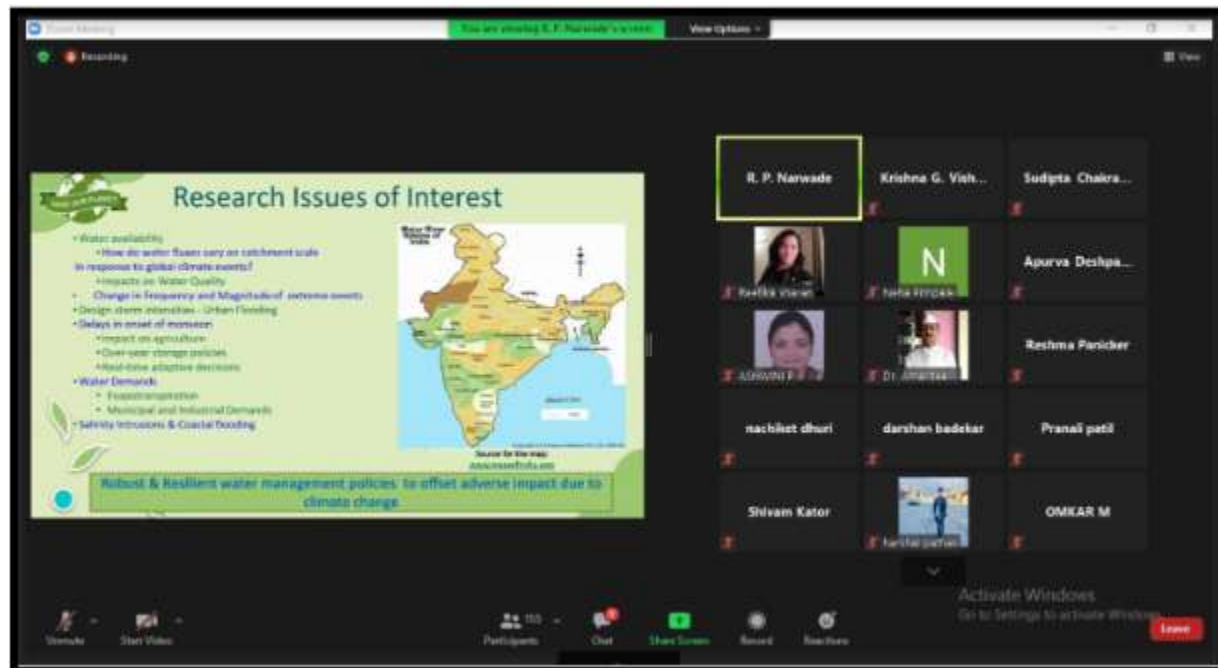 Zoom Meeting
You are viewing R. P. Narwade's screen
View Options
Recording
View
Research Issues of Interest
• Water availability
• How do water fluxes vary on catchment scale
in response to global climate events?
• Impacts on Water Quality
• Change in Frequency and Magnitude of extreme events
• Design storm intensities - Urban Flooding
• Delays in onset of monsoon
• Impact on agriculture
• Over-year storage policies
• Real-time adaptive decisions
• Water Demands
• Evapotranspiration
• Municipal and Industrial Demands
• Salinity Intrusions & Coastal flooding
India
Source for the map:
Robust & Resilient water management policies to offset adverse impact due to
climate change
R. P. Narwade
Krishna G. Vish...
Sudipta Chakra...
Apurva Deshpa...
N
ASHWINI P
Reshma Panicker
nachiket dhuri
darshan badekar
Pranali patil
Shivam Kator
OMKAR M
Activate Windows
Go to Settings to activate Windows.
Unmute
Start Video
Participants
Chat
Share Screen
Record
Reactions
Leave